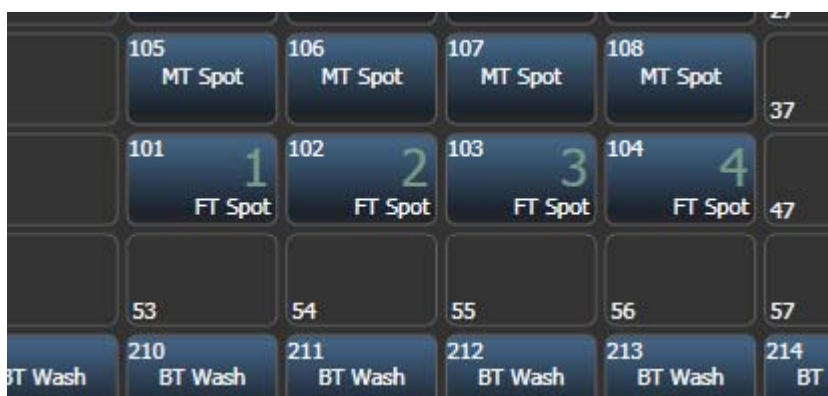 27
105 106 107 108
MT Spot MT Spot MT Spot MT Spot
37
101 1 102 2 103 3 104 4
FT Spot FT Spot FT Spot FT Spot 47
53 54 55 56 57
210 211 212 213 214
BT Wash BT Wash BT Wash BT Wash BT Wash BT